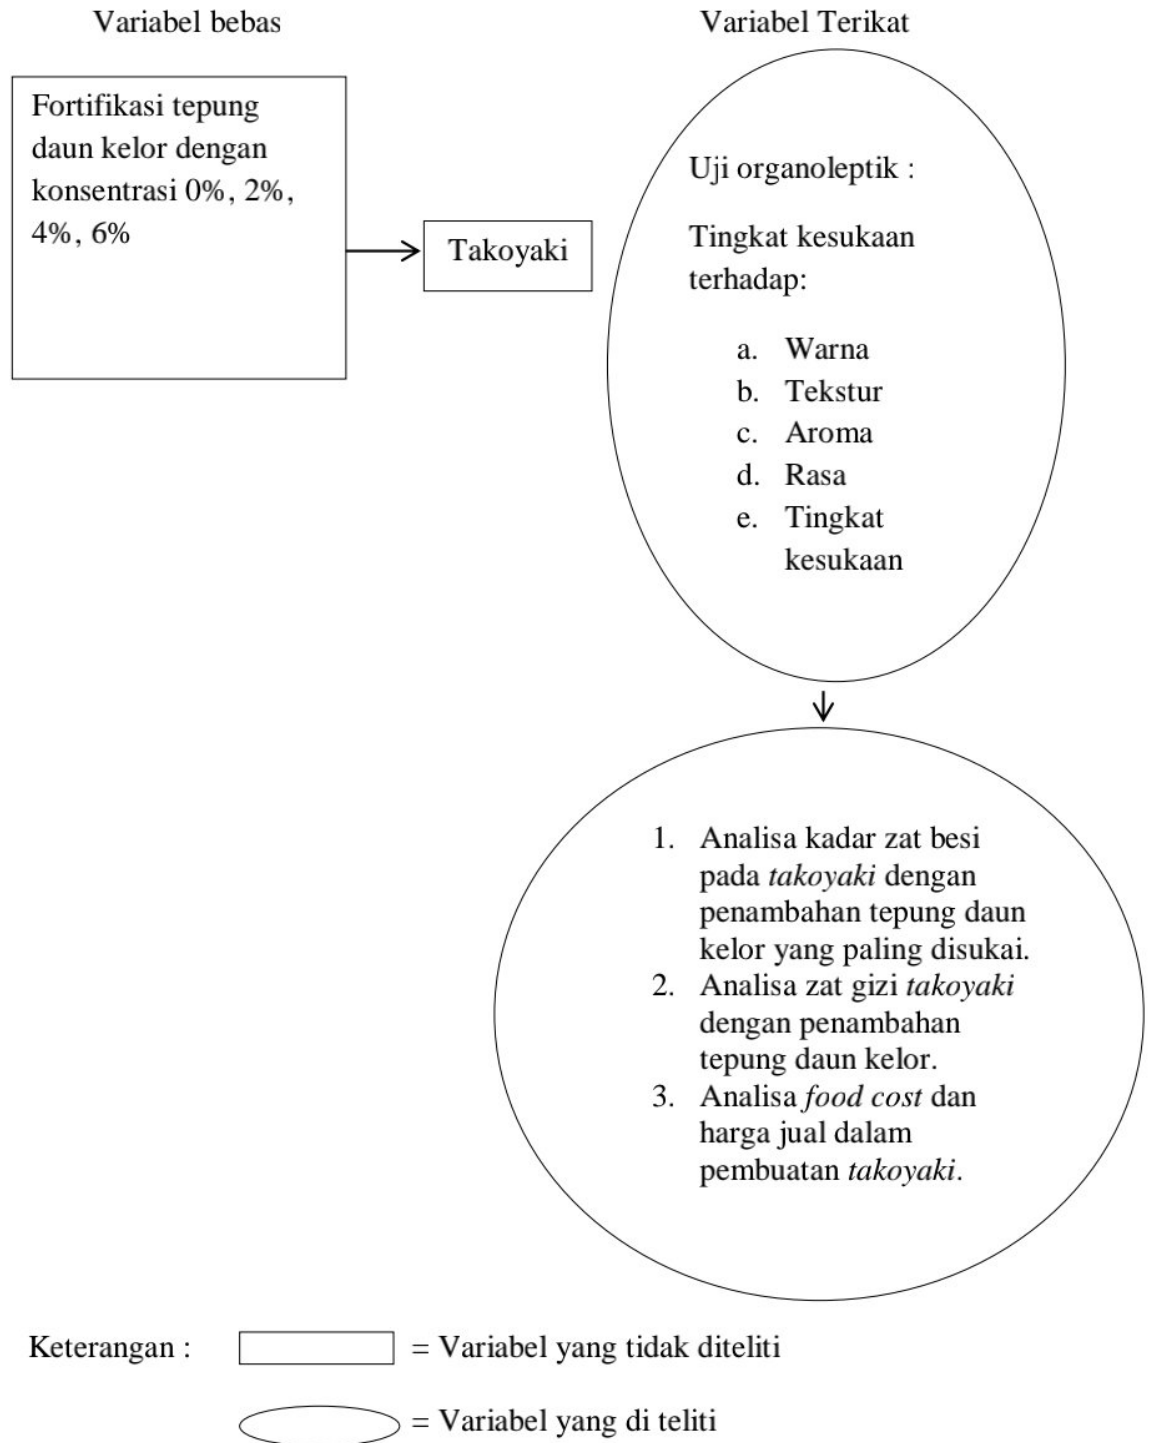 Variabel bebas
Variabel Terikat
Fortifikasi tepung
daun kelor dengan
konsentrasi 0%, 2%,
4%, 6%
Takoyaki
Uji organoleptik :
Tingkat kesukaan
terhadap:
a. Warna
b. Tekstur
c. Aroma
d. Rasa
e. Tingkat
kesukaan
1. Analisa kadar zat besi
pada takoyaki dengan
penambahan tepung daun
kelor yang paling disukai.
2. Analisa zat gizi takoyaki
dengan penambahan
tepung daun kelor.
3. Analisa food cost dan
harga jual dalam
pembuatan takoyaki.
Keterangan :
= Variabel yang tidak diteliti
= Variabel yang di teliti